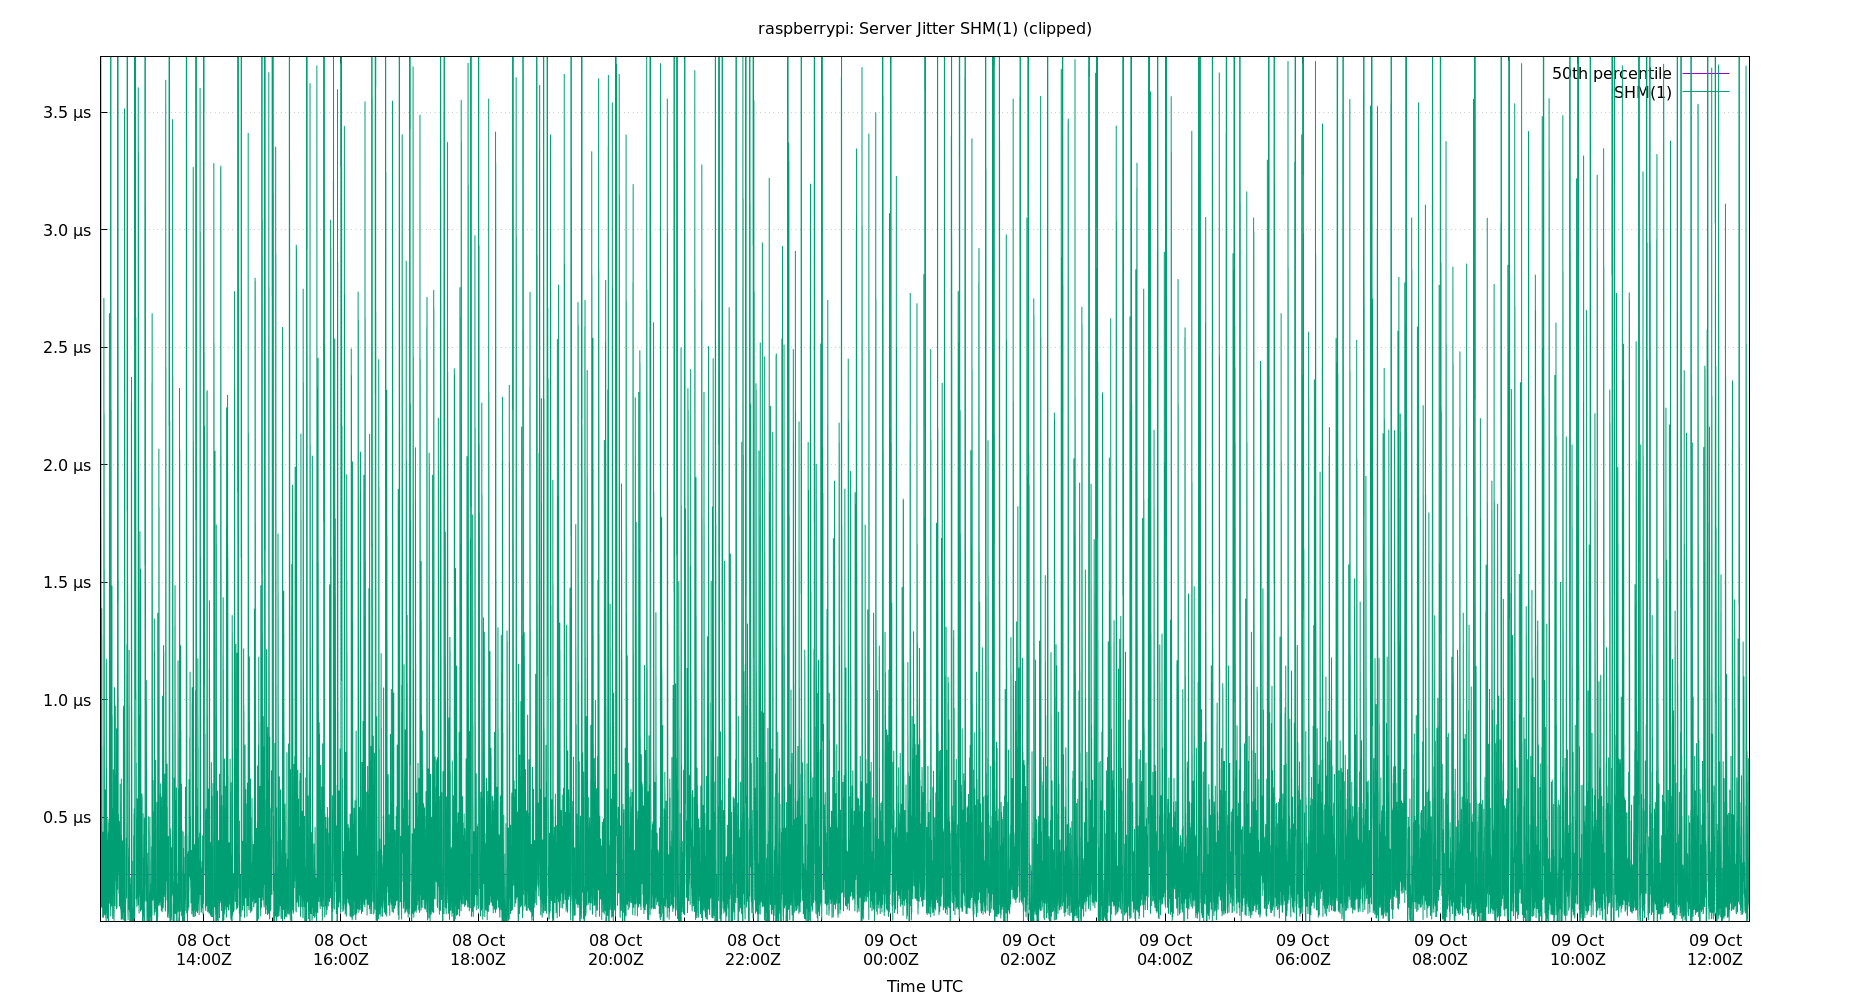 raspberrypi: Server Jitter SHM(1) (clipped)
50th percentile
SHM(1)
3.5 µs
3.0 µs
2.5 µs
2.0 µs
1.5 µs
1.0 µs
0.5 µs
08 Oct 08 Oct 08 Oct 08 Oct 08 Oct 09 Oct 09 Oct 09 Oct 09 Oct 09 Oct 09 Oct 09 Oct
14:00Z 16:00Z 18:00Z 20:00Z 22:00Z 00:00Z 02:00Z 04:00Z 06:00Z 08:00Z 10:00Z 12:00Z
Time UTC